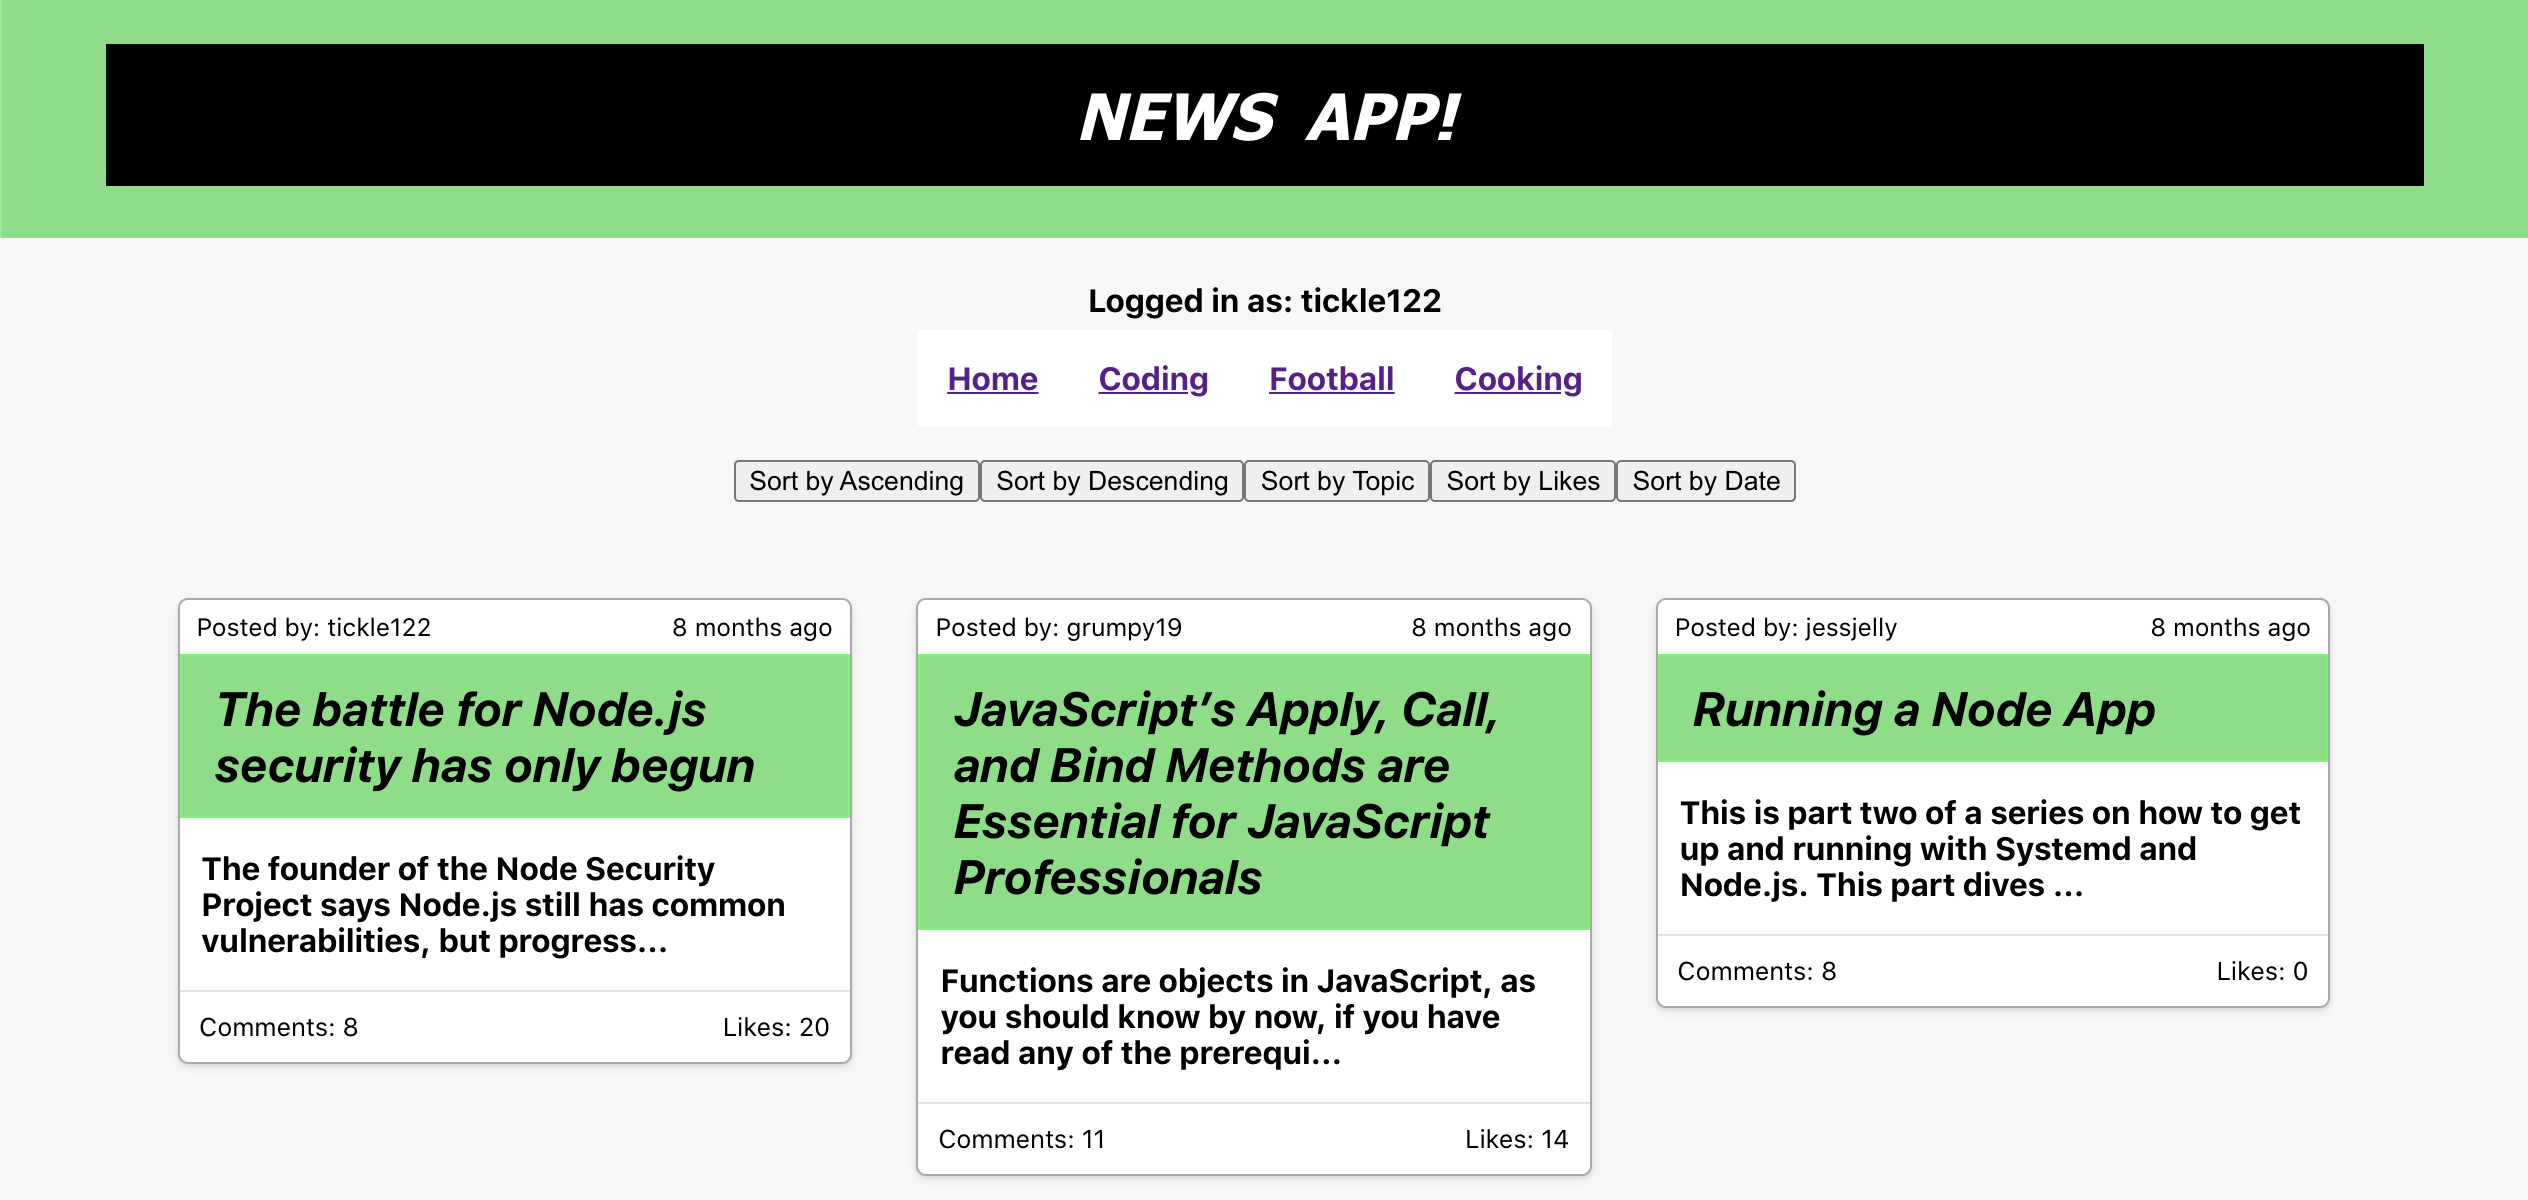 NEWS APP!
Logged in as: tickle122
Home Coding Football Cooking
Sort by Ascending Sort by Descending Sort by Topic Sort by Likes Sort by Date
Posted by: tickle122 8 months ago
The battle for Node.js
security has only begun
The founder of the Node Security
Project says Node.js still has common
vulnerabilities, but progress...
Comments: 8 Likes: 20
Posted by: grumpy19 8 months ago
JavaScript’s Apply, Call,
and Bind Methods are
Essential for JavaScript
Professionals
Functions are objects in JavaScript, as
you should know by now, if you have
read any of the prerequi...
Comments: 11 Likes: 14
Posted by: jessjelly 8 months ago
Running a Node App
This is part two of a series on how to get
up and running with Systemd and
Node.js. This part dives ...
Comments: 8 Likes: 0